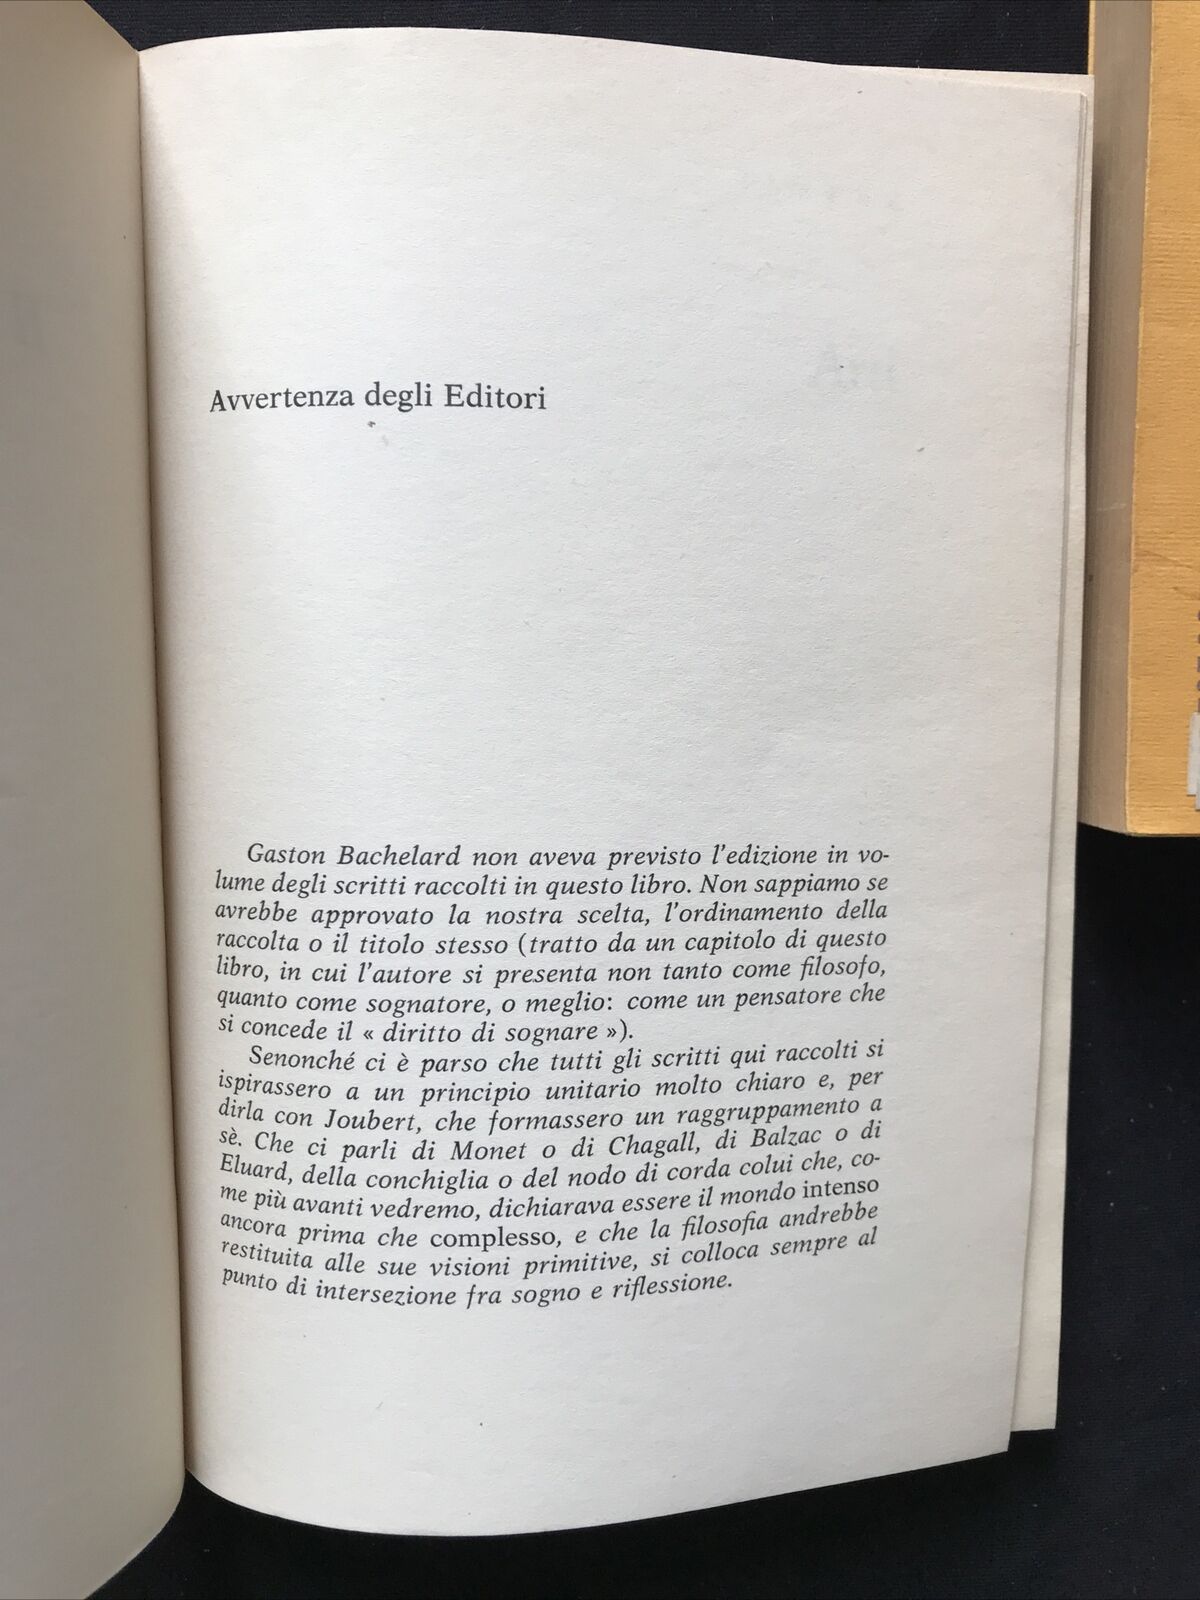 Avvertenza degli Editori
Gaston Bachelard non aveva previsto l'edizione in vo-
lume degli scritti raccolti in questo libro. Non sappiamo se
avrebbe approvato la nostra scelta, l'ordinamento della
raccolta o il titolo stesso (tratto da un capitolo di questo
libro, in cui l'autore si presenta non tanto come filosofo,
quanto come sognatore, o meglio: come un pensatore che
si concede il « diritto di sognare »).
Senonché ci è parso che tutti gli scritti qui raccolti si
ispirassero a un principio unitario molto chiaro e, per
dirla con Joubert, che formassero un raggruppamento a
sè. Che ci parli di Monet o di Chagall, di Balzac o di
Eluard, della conchiglia o del nodo di corda colui che, co-
me più avanti vedremo, dichiarava essere il mondo intenso
ancora prima che complesso, e che la filosofia andrebbe
restituita alle sue visioni primitive, si colloca sempre al
punto di intersezione fra sogno e riflessione.